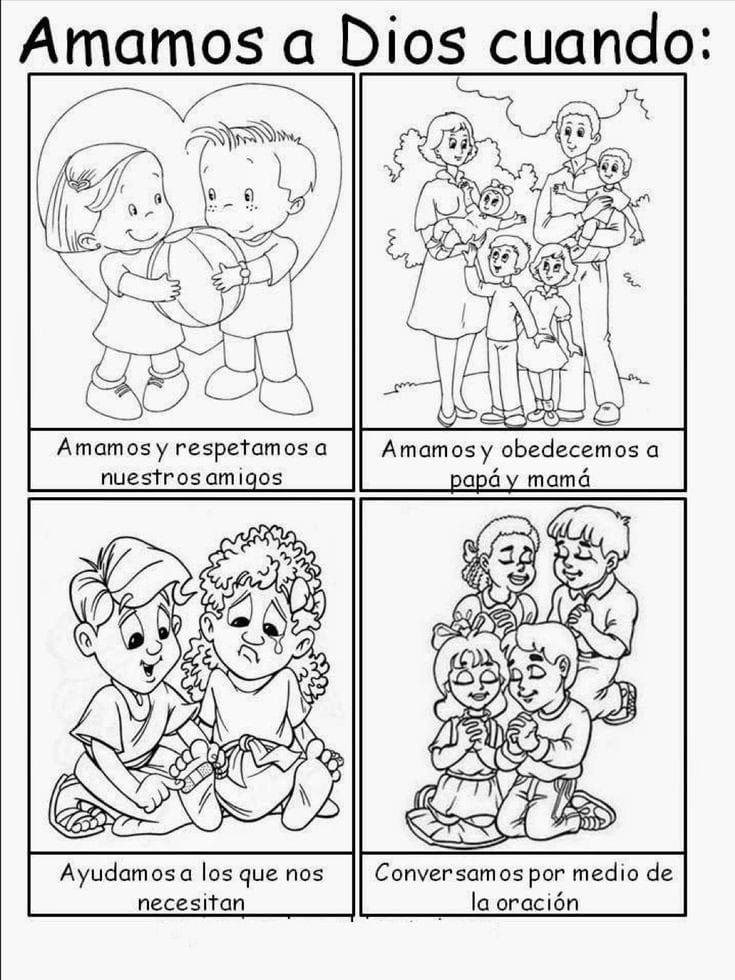 Amamos a Dios cuando:
Amamos y respetamos a
nuestros amigos
Amamos y obedecemos a
papá y mamá
Ayudamos a los que nos
necesitan
Conversamos por medio de
la oración